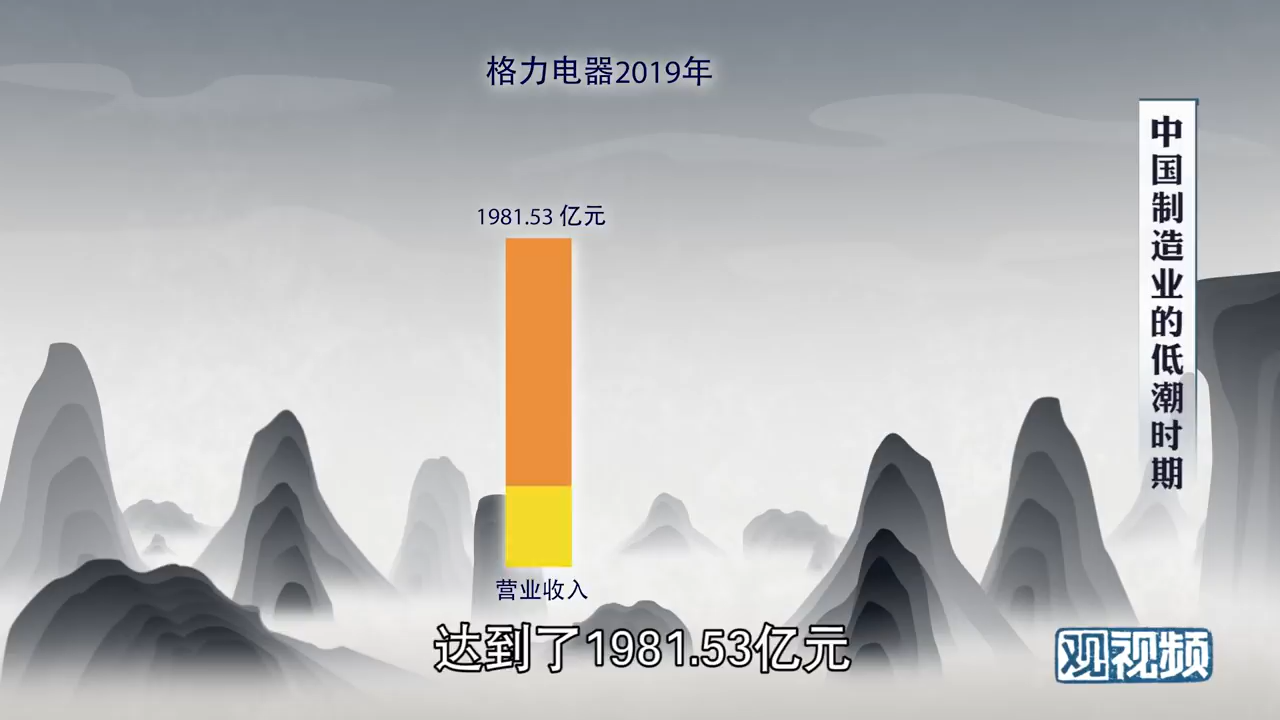 格力电器2019年
1981.53 亿元
营业收入
达到了1981.53亿元
中国制造业的低潮时期
观视频